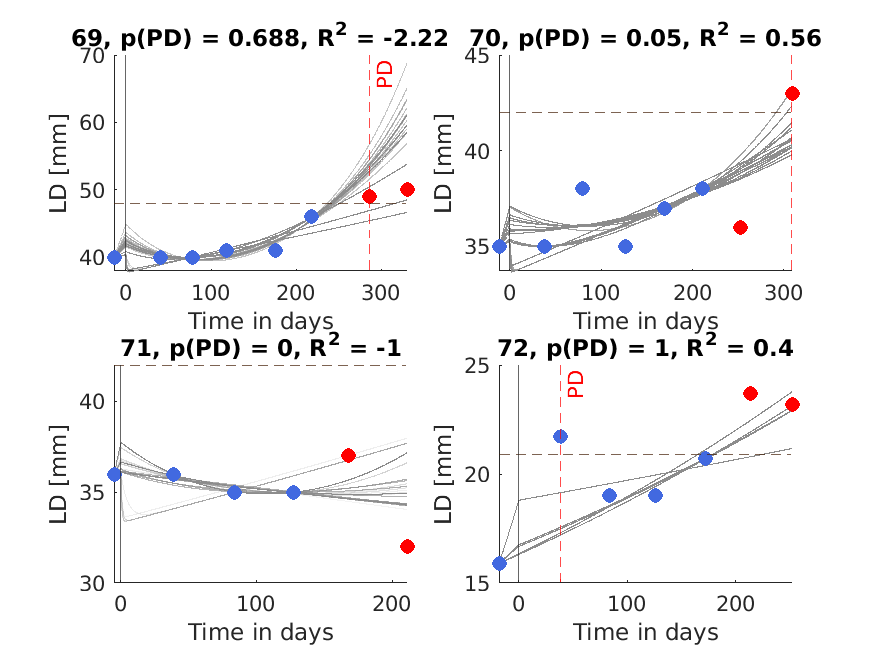 69, p(PD) = 0.688, R² = -2.22
70
60
50
40
LD [mm]
PD
0 100 200 300
Time in days
70, p(PD) = 0.05, R² = 0.56
45
40
35
LD [mm]
0 100 200 300
Time in days
71, p(PD) = 0, R² = -1
40
35
30
LD [mm]
0 100 200
Time in days
72, p(PD) = 1, R² = 0.4
25
20
15
LD [mm]
PD
0 100 200
Time in days